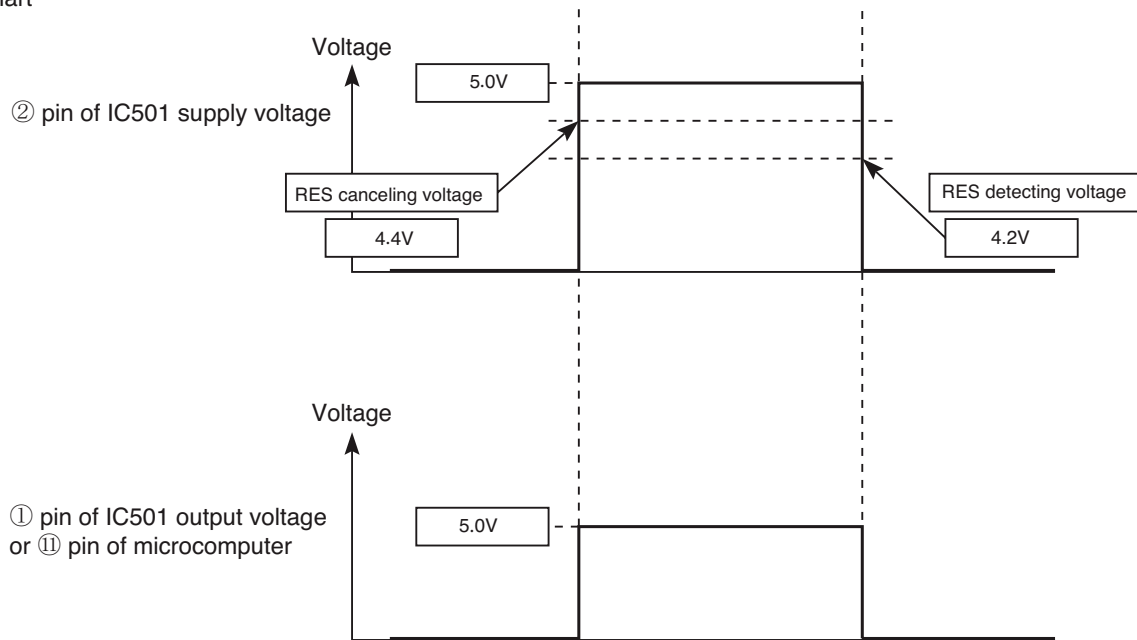 Voltage
5.0V
② pin of IC501 supply voltage
RES canceling voltage
RES detecting voltage
4.4V
4.2V
Voltage
① pin of IC501 output voltage
or ⑪ pin of microcomputer
5.0V